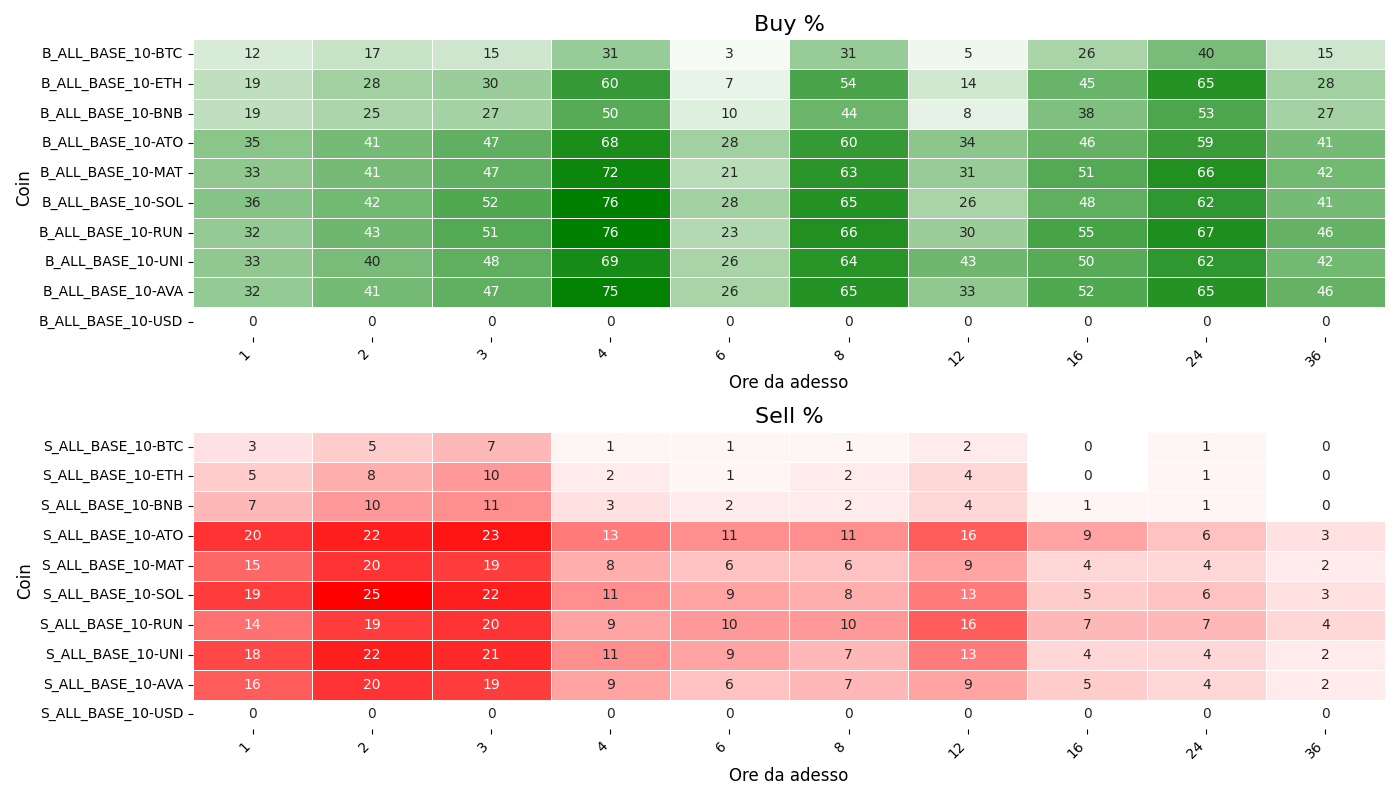 Buy %
Coin
B_ALL_BASE_10-BTC 12 17 15 31 3 31 5 26 40 15
B_ALL_BASE_10-ETH 19 28 30 60 7 54 14 45 65 28
B_ALL_BASE_10-BNB 19 25 27 50 10 44 8 38 53 27
B_ALL_BASE_10-ATO 35 41 47 68 28 60 34 46 59 41
B_ALL_BASE_10-MAT 33 41 47 72 21 63 31 51 66 42
B_ALL_BASE_10-SOL 36 42 52 76 28 65 26 48 62 41
B_ALL_BASE_10-RUN 32 43 51 76 23 66 30 55 67 46
B_ALL_BASE_10-UNI 33 40 48 69 26 64 43 50 62 42
B_ALL_BASE_10-AVA 32 41 47 75 26 65 33 52 65 46
B_ALL_BASE_10-USD 0 0 0 0 0 0 0 0 0 0
1 2 3 4 6 8 12 16 24 36
Ore da adesso
Sell %
Coin
S_ALL_BASE_10-BTC 3 5 7 1 1 1 2 0 1 0
S_ALL_BASE_10-ETH 5 8 10 2 1 2 4 0 1 0
S_ALL_BASE_10-BNB 7 10 11 3 2 2 4 1 1 0
S_ALL_BASE_10-ATO 20 22 23 13 11 11 16 9 6 3
S_ALL_BASE_10-MAT 15 20 19 8 6 6 9 4 4 2
S_ALL_BASE_10-SOL 19 25 22 11 9 8 13 5 6 3
S_ALL_BASE_10-RUN 14 19 20 9 10 10 16 7 7 4
S_ALL_BASE_10-UNI 18 22 21 11 9 7 13 4 4 2
S_ALL_BASE_10-AVA 16 20 19 9 6 7 9 5 4 2
S_ALL_BASE_10-USD 0 0 0 0 0 0 0 0 0 0
1 2 3 4 6 8 12 16 24 36
Ore da adesso